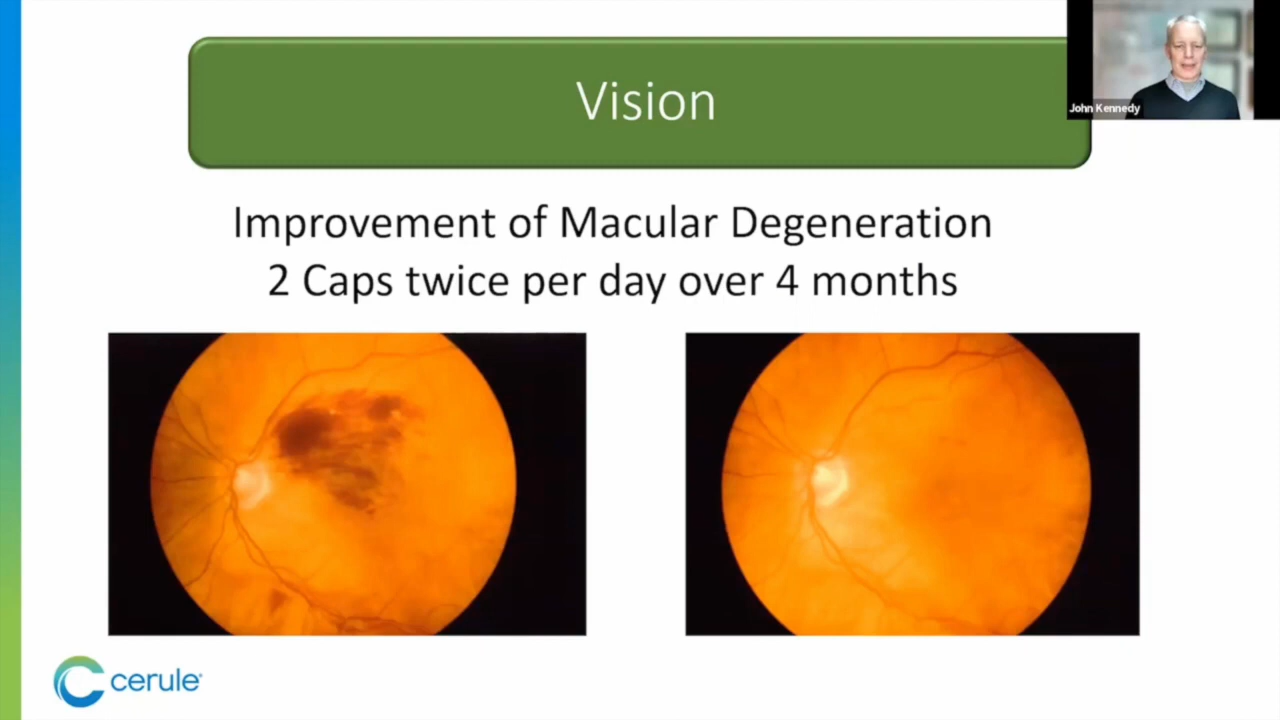 Vision
John Kennedy
Improvement of Macular Degeneration
2 Caps twice per day over 4 months
cerule